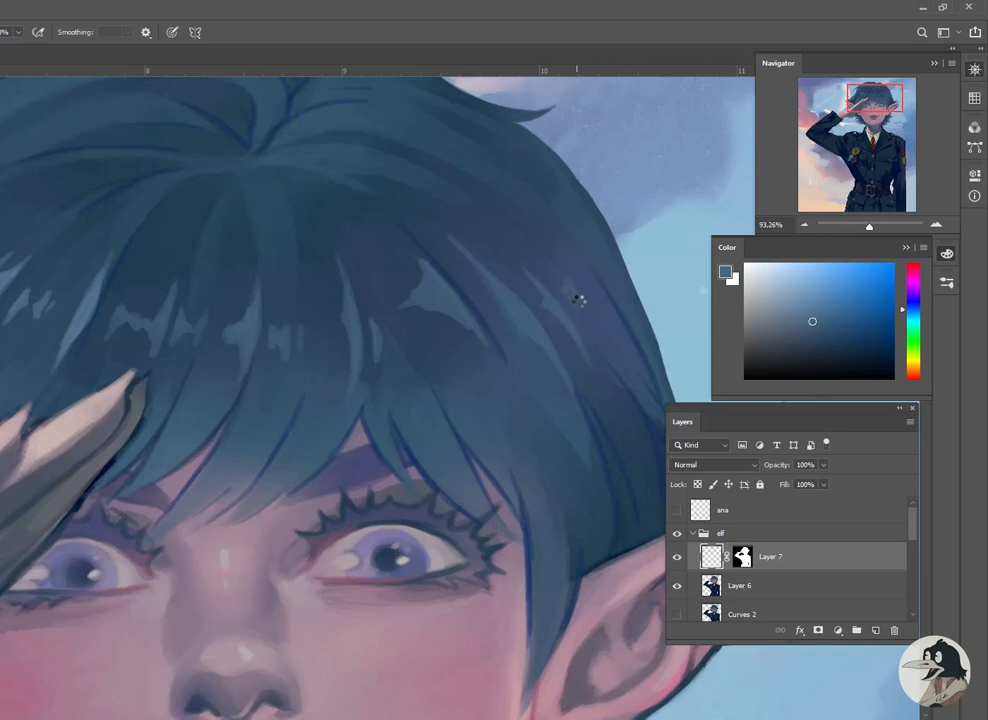 0%
Smoothing:
8
9
10
11
Navigator
93,26%
Color
Layers
Kind
Normal
Opacity: 100%
Lock:
Fill: 100%
ana
elf
Layer 7
Layer 6
Curves 2